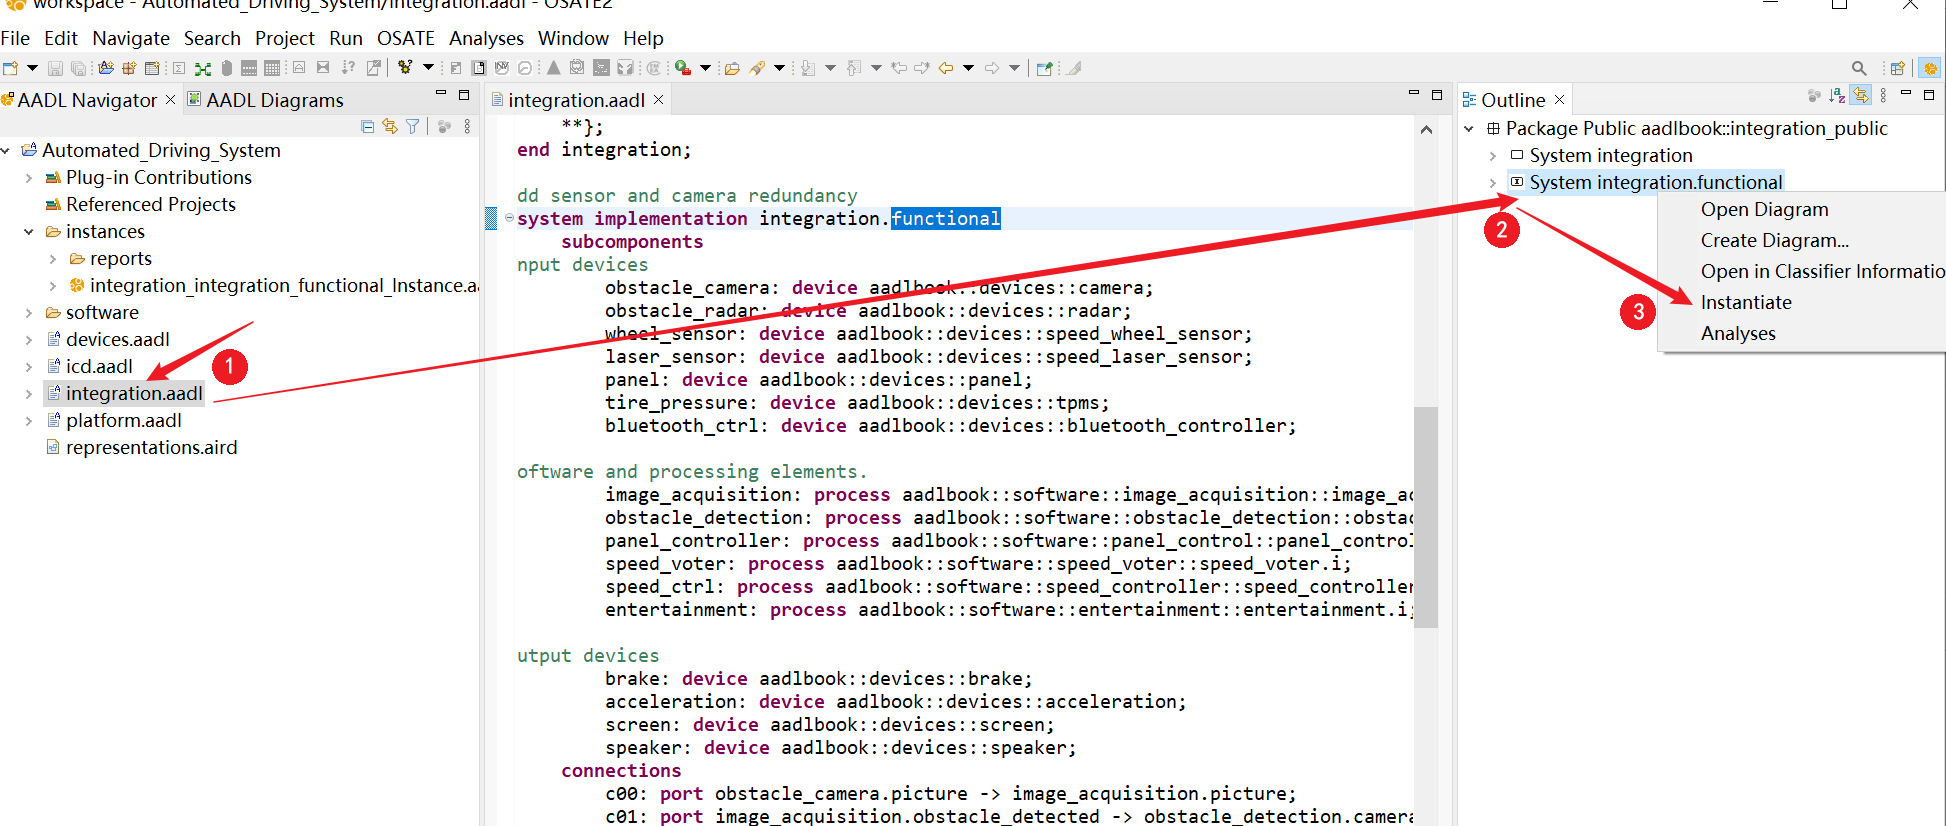 workspace - Automated_Driving_System/integration.aadl - OSATE2
File Edit Navigate Search Project Run OSATE Analyses Window Help
AADL Navigator
AADL Diagrams
Automated_Driving_System
Plug-in Contributions
Referenced Projects
instances
reports
integration_integration_functional_Instance.a
software
devices.aadl
icd.aadl
integration.aadl
platform.aadl
representations.aird
1
integration.aadl
**};
end integration;
dd sensor and camera redundancy
system implementation integration.functional
subcomponents
nput devices
obstacle_camera: device aadlbook::devices::camera;
obstacle_radar: device aadlbook::devices::radar;
wheel_sensor: device aadlbook::devices::speed_wheel_sensor;
laser_sensor: device aadlbook::devices::speed_laser_sensor;
panel: device aadlbook::devices::panel;
tire_pressure: device aadlbook::devices::tpms;
bluetooth_ctrl: device aadlbook::devices::bluetooth_controller;
oftware and processing elements.
image_acquisition: process aadlbook::software::image_acquisition::image_ac
obstacle_detection: process aadlbook::software::obstacle_detection::obstac
panel_controller: process aadlbook::software::panel_control::panel_control
speed_voter: process aadlbook::software::speed_voter::speed_voter.i;
speed_ctrl: process aadlbook::software::speed_controller::speed_controller
entertainment: process aadlbook::software::entertainment::entertainment.i;
utput devices
brake: device aadlbook::devices::brake;
acceleration: device aadlbook::devices::acceleration;
screen: device aadlbook::devices::screen;
speaker: device aadlbook::devices::speaker;
connections
c00: port obstacle_camera.picture -> image_acquisition.picture;
c01: port image_acquisition.obstacle_detected -> obstacle_detection.camera
Outline
Package Public aadlbook::integration_public
System integration
System integration.functional
2
Open Diagram
Create Diagram...
Open in Classifier Informatio
3
Instantiate
Analyses